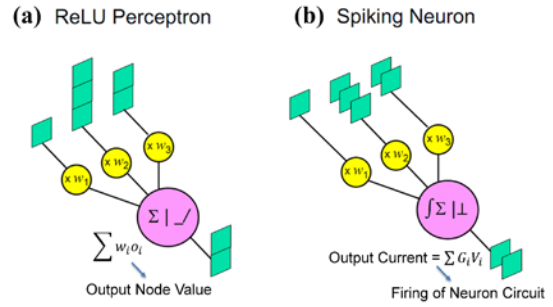 (a) ReLU Perceptron
x w₁
x w₂
x w₃
Σ | _/
∑ wᵢoᵢ
Output Node Value
(b) Spiking Neuron
x w₁
x w₂
x w₃
∫Σ |⊥
Output Current = ∑ GᵢVᵢ
Firing of Neuron Circuit